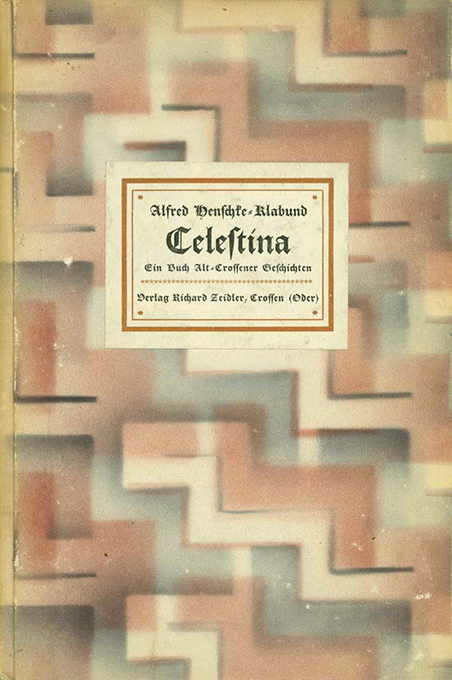 Alfred Henſchke-Klabund
Celeſtina
Ein Buch Alt-Croſſener Geſchichten
Verlag Richard Zeidler, Croſſen (Oder)